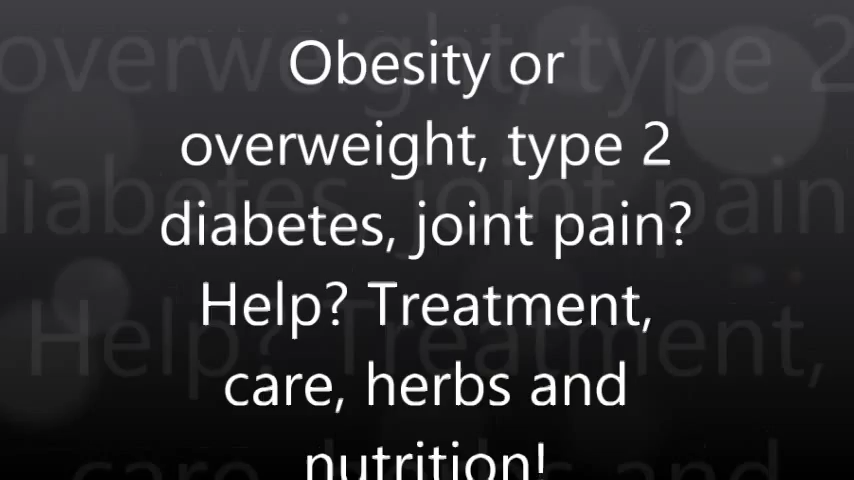 Obesity or
overweight, type 2
diabetes, joint pain?
Help? Treatment,
care, herbs and
nutrition!